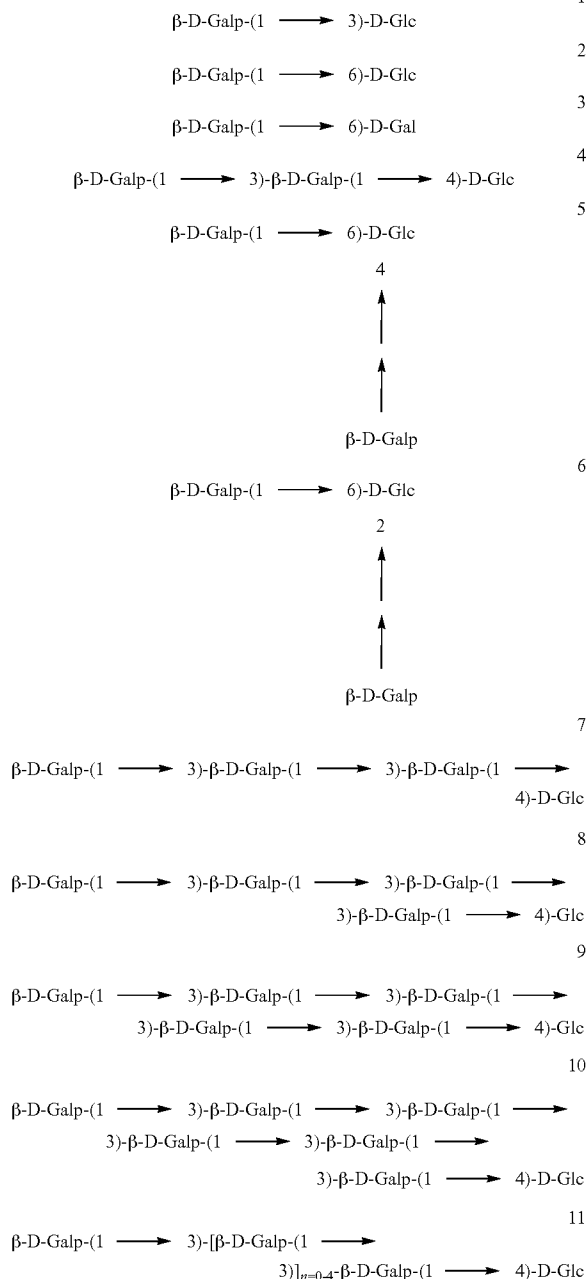 1
β-D-Galp-(1 ⟶ 3)-D-Glc
2
β-D-Galp-(1 ⟶ 6)-D-Glc
3
β-D-Galp-(1 ⟶ 6)-D-Gal
4
β-D-Galp-(1 ⟶ 3)-β-D-Galp-(1 ⟶ 4)-D-Glc
5
β-D-Galp-(1 ⟶ 6)-D-Glc
4
β-D-Galp
6
β-D-Galp-(1 ⟶ 6)-D-Glc
2
β-D-Galp
7
β-D-Galp-(1 ⟶ 3)-β-D-Galp-(1 ⟶ 3)-β-D-Galp-(1 ⟶
4)-D-Glc
8
β-D-Galp-(1 ⟶ 3)-β-D-Galp-(1 ⟶ 3)-β-D-Galp-(1 ⟶
3)-β-D-Galp-(1 ⟶ 4)-Glc
9
β-D-Galp-(1 ⟶ 3)-β-D-Galp-(1 ⟶ 3)-β-D-Galp-(1 ⟶
3)-β-D-Galp-(1 ⟶ 3)-β-D-Galp-(1 ⟶ 4)-Glc
10
β-D-Galp-(1 ⟶ 3)-β-D-Galp-(1 ⟶ 3)-β-D-Galp-(1 ⟶
3)-β-D-Galp-(1 ⟶ 3)-β-D-Galp-(1 ⟶
3)-β-D-Galp-(1 ⟶ 4)-D-Glc
11
β-D-Galp-(1 ⟶ 3)-[β-D-Galp-(1 ⟶
3)]n=0-4-β-D-Galp-(1 ⟶ 4)-D-Glc